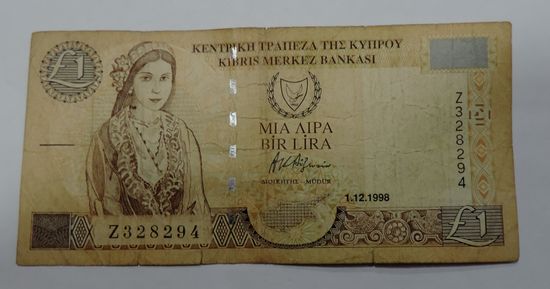 ΚΕΝΤΡΙΚΗ ΤΡΑΠΕΖΑ ΤΗΣ ΚΥΠΡΟΥ
KIBRIS MERKEZ BANKASI
£1
ΜΙΑ ΛΙΡΑ
BİR LİRA
ΔΙΟΙΚΗΤΗΣ - MÜDÜR
1.12.1998
Z328294
Z328294
£1